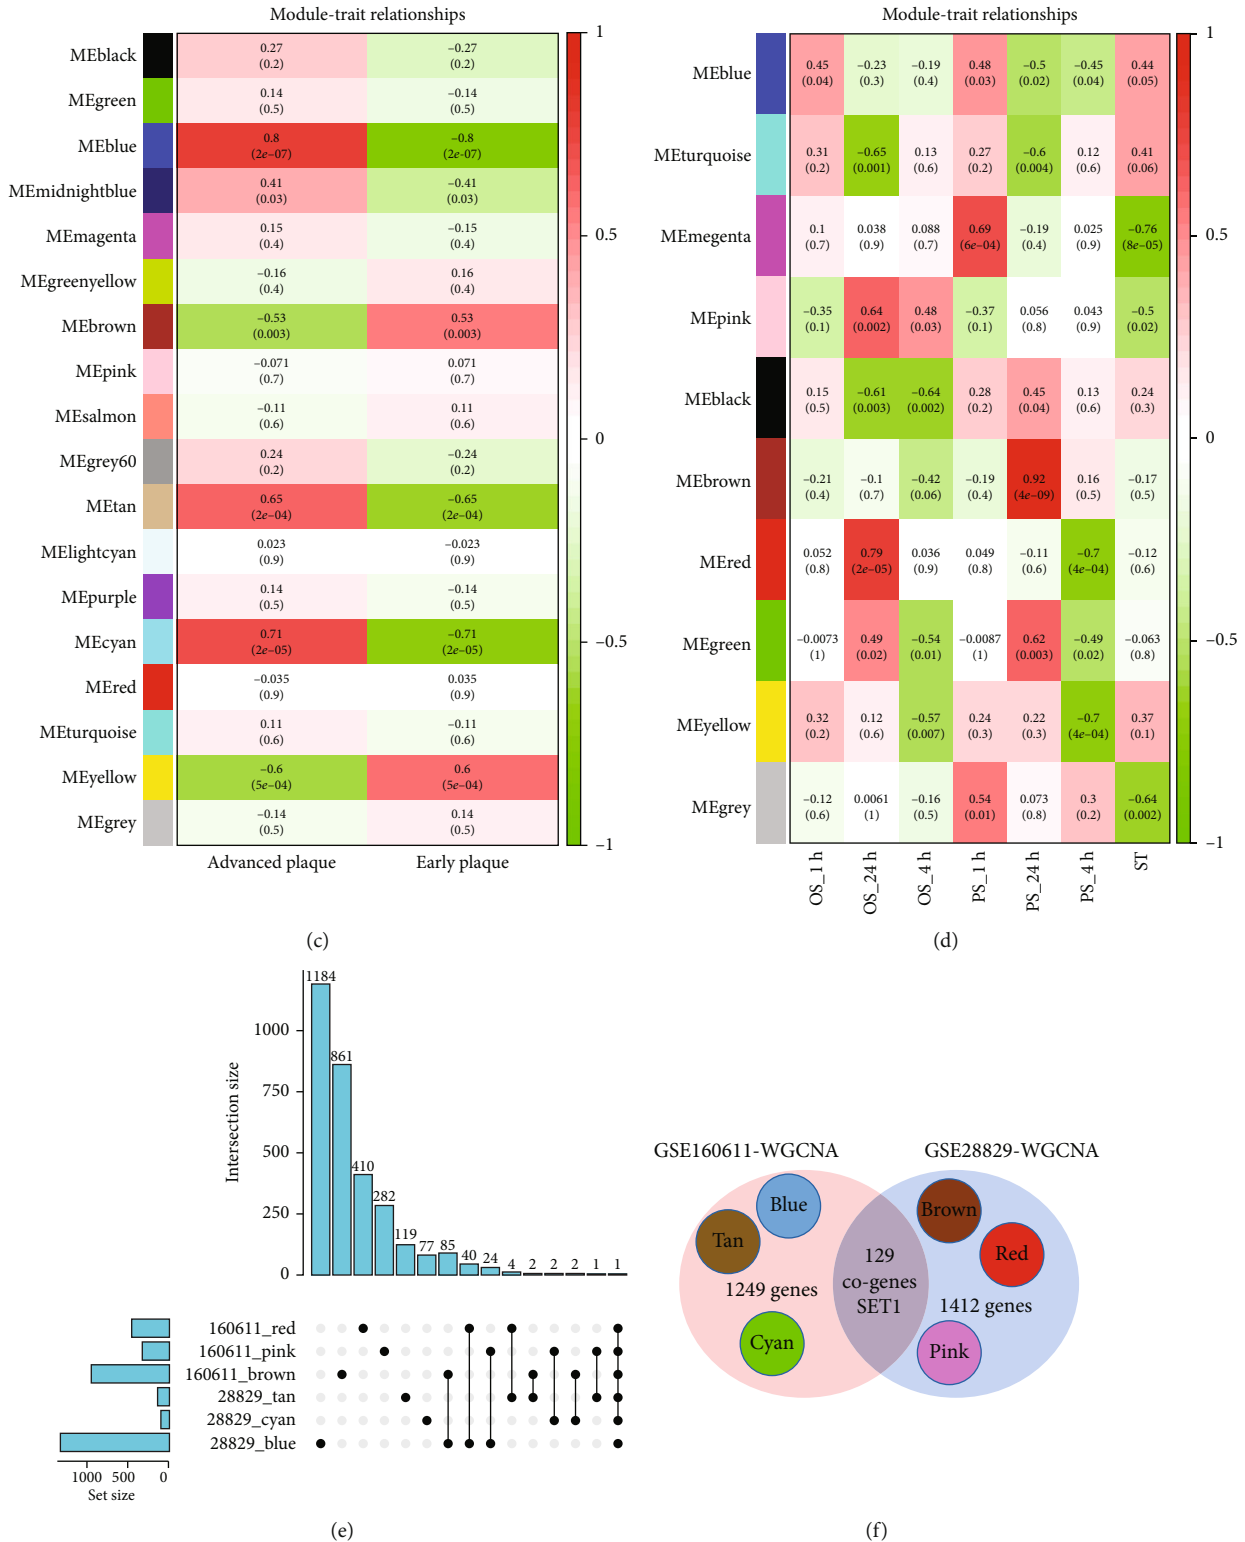 Module-trait relationships
MEblack 0.27 (0.2) −0.27 (0.2)
MEgreen 0.14 (0.5) −0.14 (0.5)
MEblue 0.8 (2e−07) −0.8 (2e-07)
MEmidnightblue 0.41 (0.03) −0.41 (0.03)
MEmagenta 0.15 (0.4) −0.15 (0.4)
MEgreenyellow −0.16 (0.4) 0.16 (0.4)
MEbrown −0.53 (0.003) 0.53 (0.003)
MEpink −0.071 (0.7) 0.071 (0.7)
MEsalmon −0.11 (0.6) 0.11 (0.6)
MEgrey60 0.24 (0.2) −0.24 (0.2)
MEtan 0.65 (2e−04) −0.65 (2e−04)
MElightcyan 0.023 (0.9) −0.023 (0.9)
MEpurple 0.14 (0.5) −0.14 (0.5)
MEcyan 0.71 (2e−05) −0.71 (2e−05)
MEred −0.035 (0.9) 0.035 (0.9)
MEturquoise 0.11 (0.6) −0.11 (0.6)
MEyellow −0.6 (5e−04) 0.6 (5e−04)
MEgrey −0.14 (0.5) 0.14 (0.5)
Advanced plaque Early plaque
1
0.5
0
−0.5
−1
(c)
Module-trait relationships
MEblue 0.45 (0.04) −0.23 (0.3) −0.19 (0.4) 0.48 (0.03) −0.5 (0.02) −0.45 (0.04) 0.44 (0.05)
MEturquoise 0.31 (0.2) −0.65 (0.001) 0.13 (0.6) 0.27 (0.2) −0.6 (0.004) 0.12 (0.6) 0.41 (0.06)
MEmegenta 0.1 (0.7) 0.038 (0.9) 0.088 (0.7) 0.69 (6e−04) −0.19 (0.4) 0.025 (0.9) −0.76 (8e−05)
MEpink −0.35 (0.1) 0.64 (0.002) 0.48 (0.03) −0.37 (0.1) 0.056 (0.8) 0.043 (0.9) −0.5 (0.02)
MEblack 0.15 (0.5) −0.61 (0.003) −0.64 (0.002) 0.28 (0.2) 0.45 (0.04) 0.13 (0.6) 0.24 (0.3)
MEbrown −0.21 (0.4) −0.1 (0.7) −0.42 (0.06) −0.19 (0.4) 0.92 (4e−09) 0.16 (0.5) −0.17 (0.5)
MEred 0.052 (0.8) 0.79 (2e−05) 0.036 (0.9) 0.049 (0.8) −0.11 (0.6) −0.7 (4e−04) −0.12 (0.6)
MEgreen −0.0073 (1) 0.49 (0.02) −0.54 (0.01) −0.0087 (1) 0.62 (0.003) −0.49 (0.02) −0.063 (0.8)
MEyellow 0.32 (0.2) 0.12 (0.6) −0.57 (0.007) 0.24 (0.3) 0.22 (0.3) −0.7 (4e−04) 0.37 (0.1)
MEgrey −0.12 (0.6) 0.0061 (1) −0.16 (0.5) 0.54 (0.01) 0.073 (0.8) 0.3 (0.2) −0.64 (0.002)
OS_1 h OS_24 h OS_4 h PS_1 h PS_24 h PS_4 h ST
1
0.5
0
−0.5
−1
(d)
Intersection size
1000
750
500
250
0
1184 861 410 282 119 77 85 40 24 4 2 2 2 1 1
160611_red
160611_pink
160611_brown
28829_tan
28829_cyan
28829_blue
1000 500 0
Set size
(e)
GSE160611-WGCNA GSE28829-WGCNA
Blue Brown
Tan Red
129
co-genes
SET1
1249 genes 1412 genes
Cyan Pink
(f)